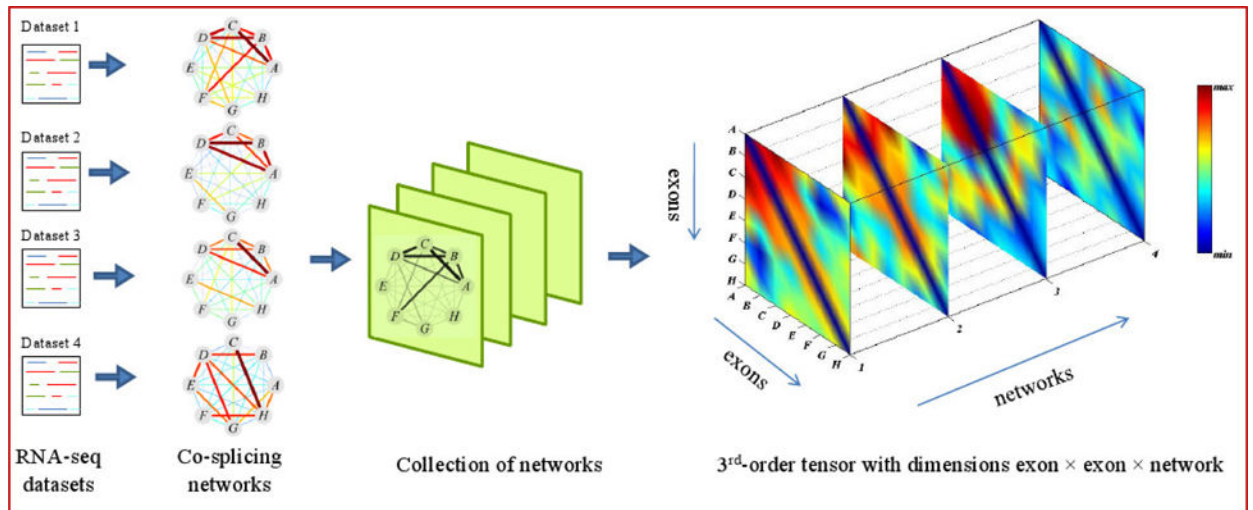 Dataset 1
C
D
B
E
A
F
H
G
Dataset 2
C
D
B
E
A
F
H
G
Dataset 3
C
D
B
E
A
F
H
G
Dataset 4
C
D
B
E
A
F
H
G
RNA-seq
datasets
Co-splicing
networks
C
D
B
E
A
F
H
G
Collection of networks
exons
A
B
C
D
E
F
G
H
A
B
C
D
E
F
G
H
exons
1
2
3
4
networks
max
min
3rd-order tensor with dimensions exon × exon × network